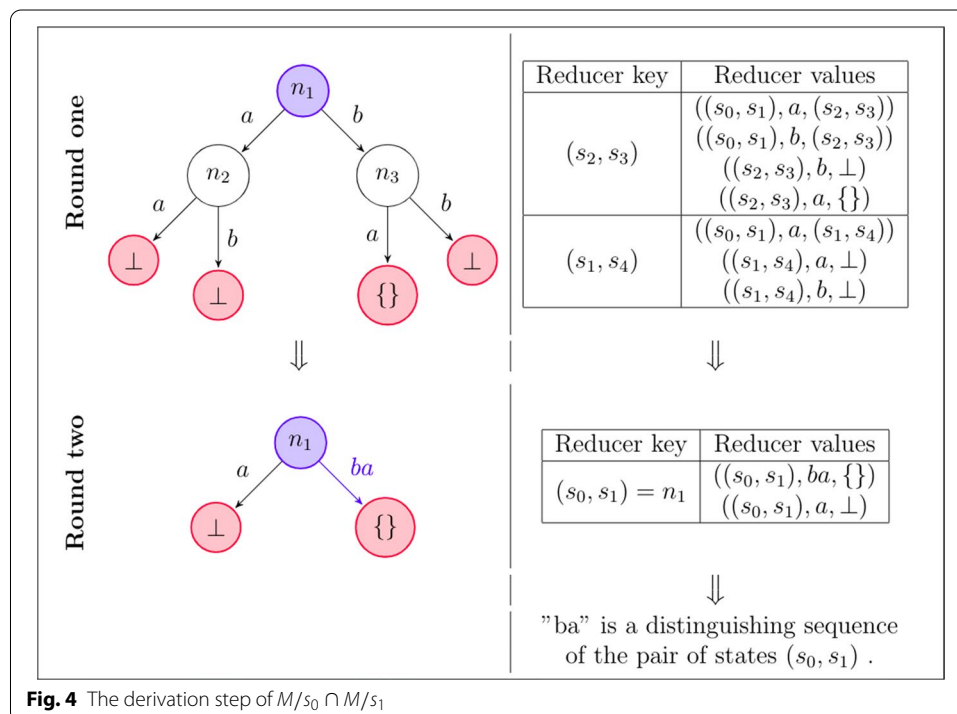 Round one
n₁
a
b
n₂
n₃
a
b
a
b
⊥
⊥
{}
⊥
Reducer key Reducer values
(s₂, s₃)
((s₀, s₁), a, (s₂, s₃))
((s₀, s₁), b, (s₂, s₃))
((s₂, s₃), b, ⊥)
((s₂, s₃), a, {})
(s₁, s₄)
((s₀, s₁), a, (s₁, s₄))
((s₁, s₄), a, ⊥)
((s₁, s₄), b, ⊥)
⇓
⇓
Round two
n₁
a
ba
⊥
{}
Reducer key Reducer values
(s₀, s₁) = n₁
((s₀, s₁), ba, {})
((s₀, s₁), a, ⊥)
⇓
"ba" is a distinguishing sequence
of the pair of states (s₀, s₁) .
Fig. 4 The derivation step of M/s₀ ∩ M/s₁